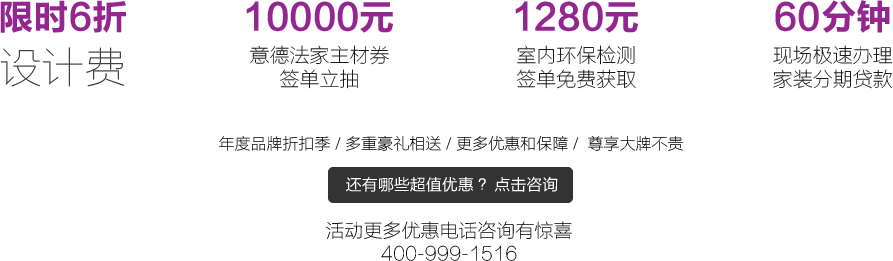 限时6折
设计费
10000元
意德法家主材券
签单立抽
1280元
室内环保检测
签单免费获取
60分钟
现场极速办理
家装分期贷款
年度品牌折扣季 / 多重豪礼相送 / 更多优惠和保障 / 尊享大牌不贵
还有哪些超值优惠？ 点击咨询
活动更多优惠电话咨询有惊喜
400-999-1516